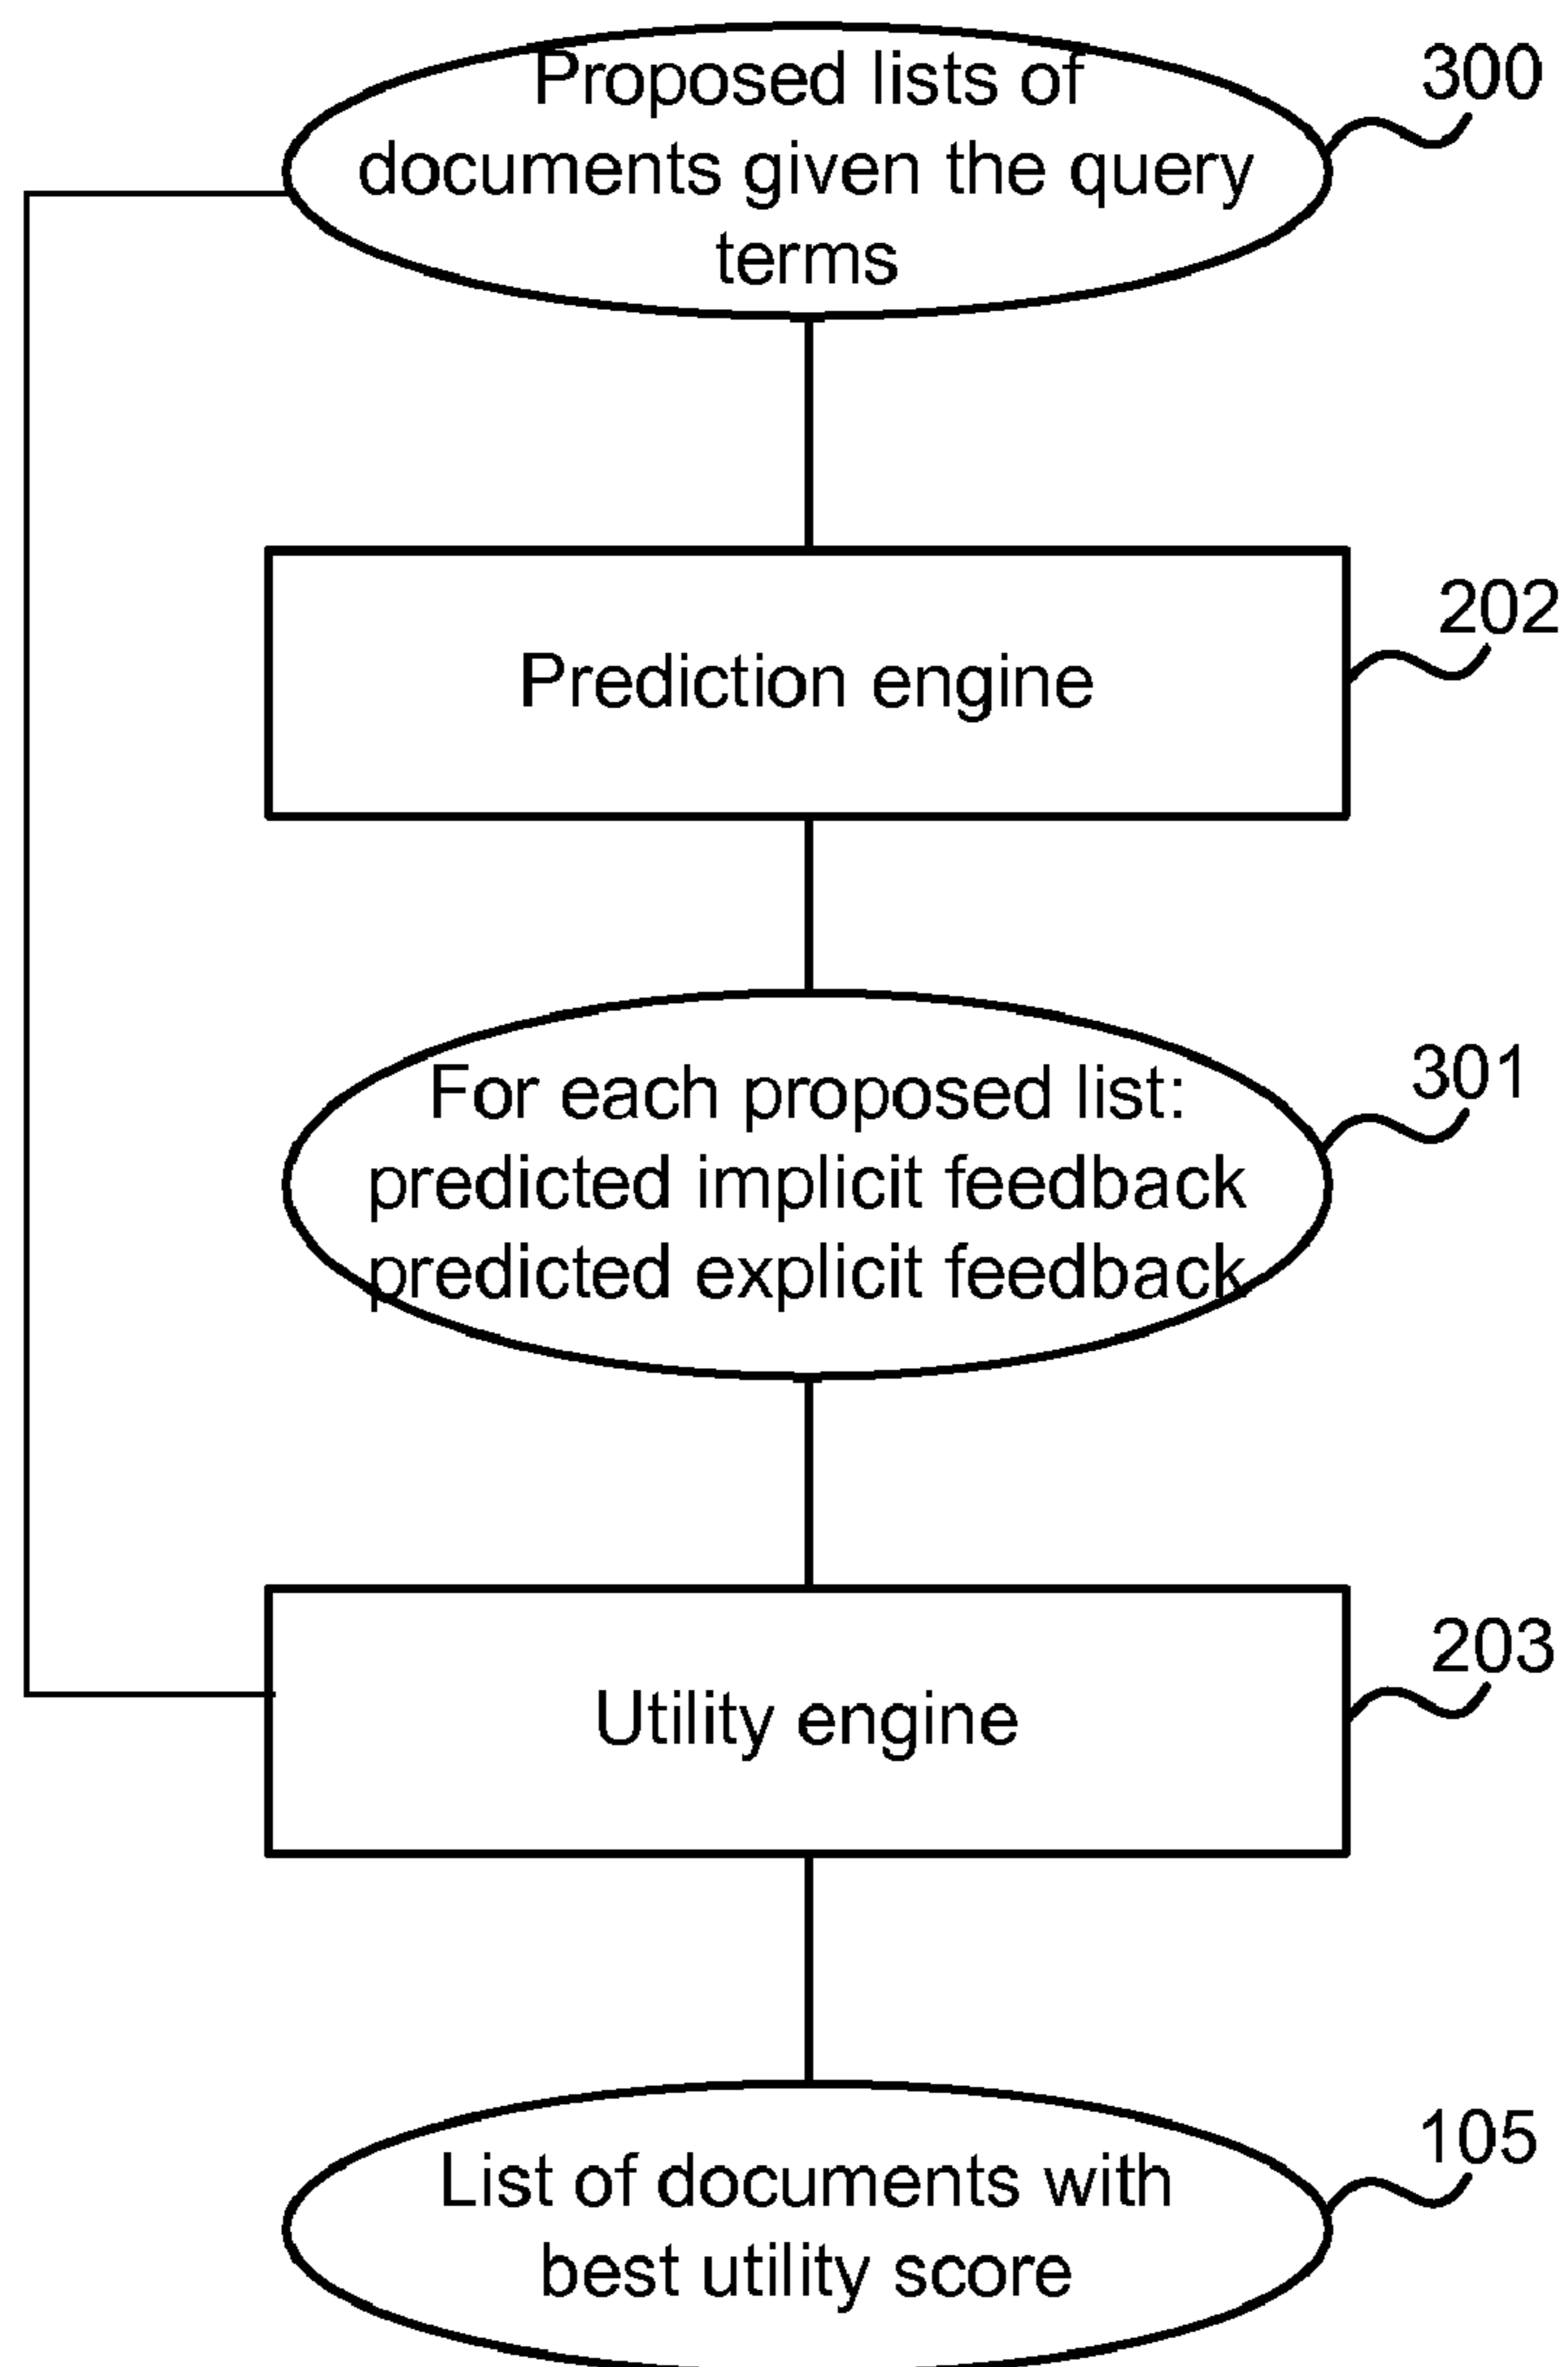 Proposed lists of
documents given the query
terms
300
Prediction engine
202
For each proposed list:
predicted implicit feedback
predicted explicit feedback
301
Utility engine
203
List of documents with
best utility score
105